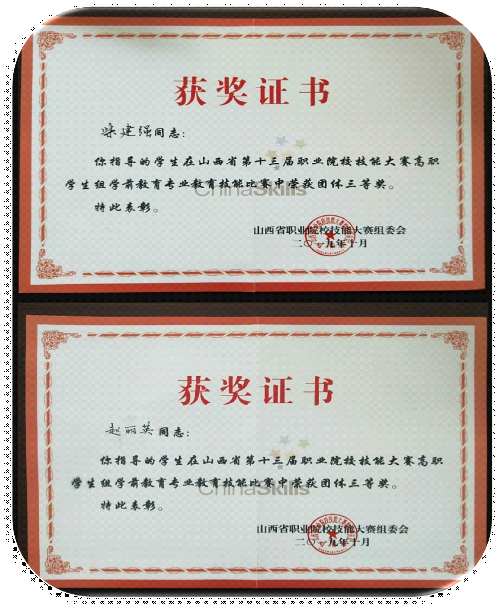 获奖证书
柴建强同志：
你指导的学生在山西省第十三届职业院校技能大赛高职
学生组学前教育专业教育技能比赛中荣获团体三等奖。
特此表彰。
ChinaSkills
山西省职业院校技能大赛组委会
二〇一九年十月
获奖证书
赵丽英同志：
你指导的学生在山西省第十三届职业院校技能大赛高职
学生组学前教育专业教育技能比赛中荣获团体三等奖。
特此表彰。
ChinaSkills
山西省职业院校技能大赛组委会
二〇一九年十月